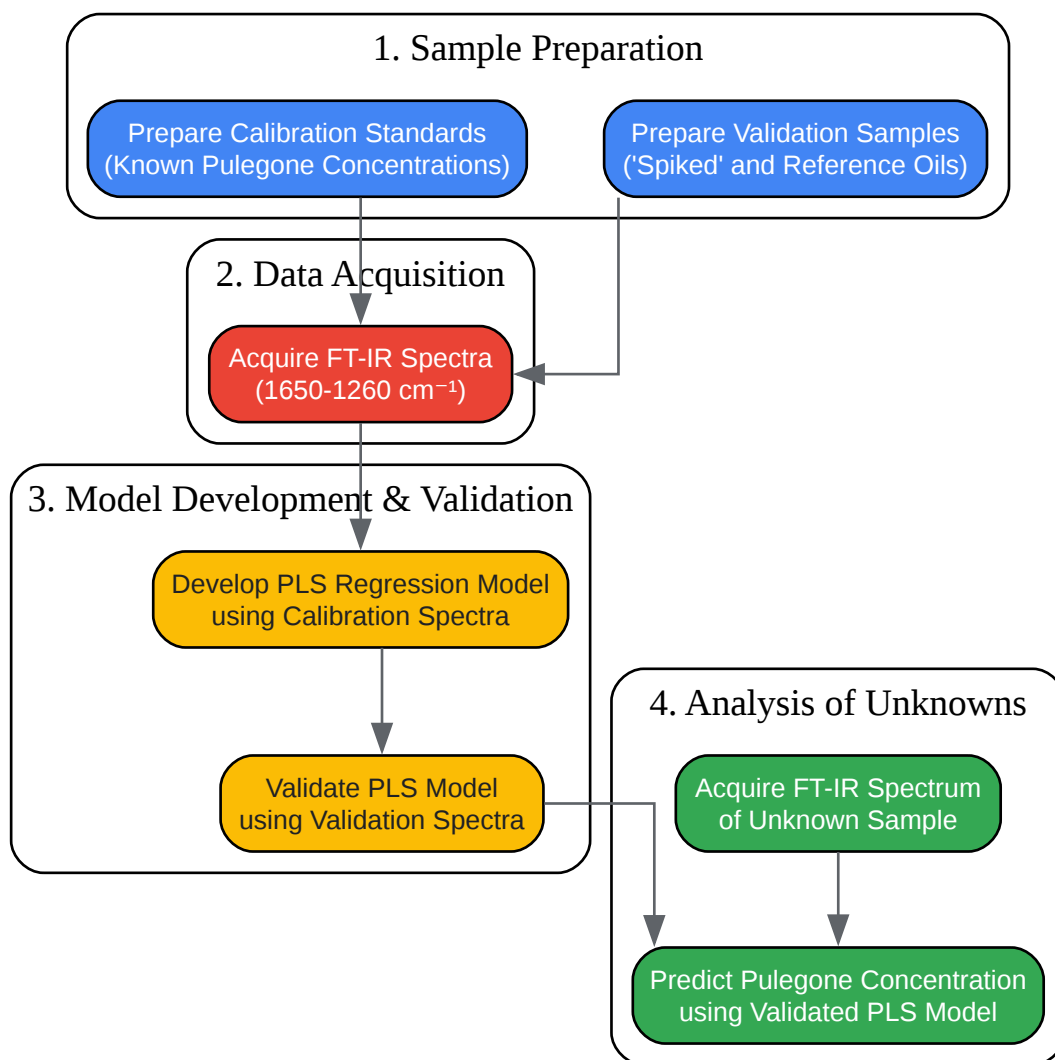 1. Sample Preparation
Prepare Calibration Standards
(Known Pulegone Concentrations)
Prepare Validation Samples
('Spiked' and Reference Oils)
2. Data Acquisition
Acquire FT-IR Spectra
(1650-1260 cm⁻¹)
3. Model Development & Validation
Develop PLS Regression Model
using Calibration Spectra
Validate PLS Model
using Validation Spectra
4. Analysis of Unknowns
Acquire FT-IR Spectrum
of Unknown Sample
Predict Pulegone Concentration
using Validated PLS Model